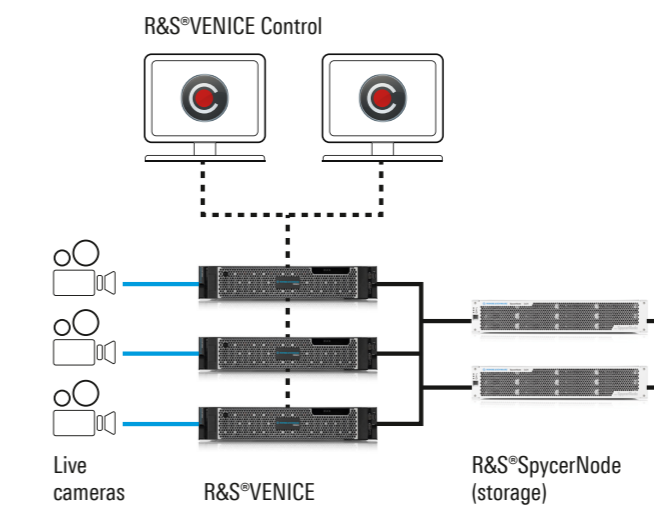 R&S®VENICE Control
Live
cameras
R&S®VENICE
R&S®SpycerNode
(storage)